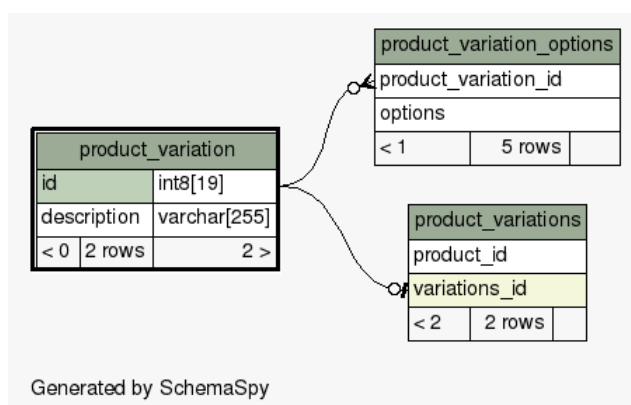 product_variation_options
product_variation_id
options
< 1 5 rows
product_variation
id int8[19]
description varchar[255]
< 0 2 rows 2 >
product_variations
product_id
variations_id
< 2 2 rows
Generated by SchemaSpy